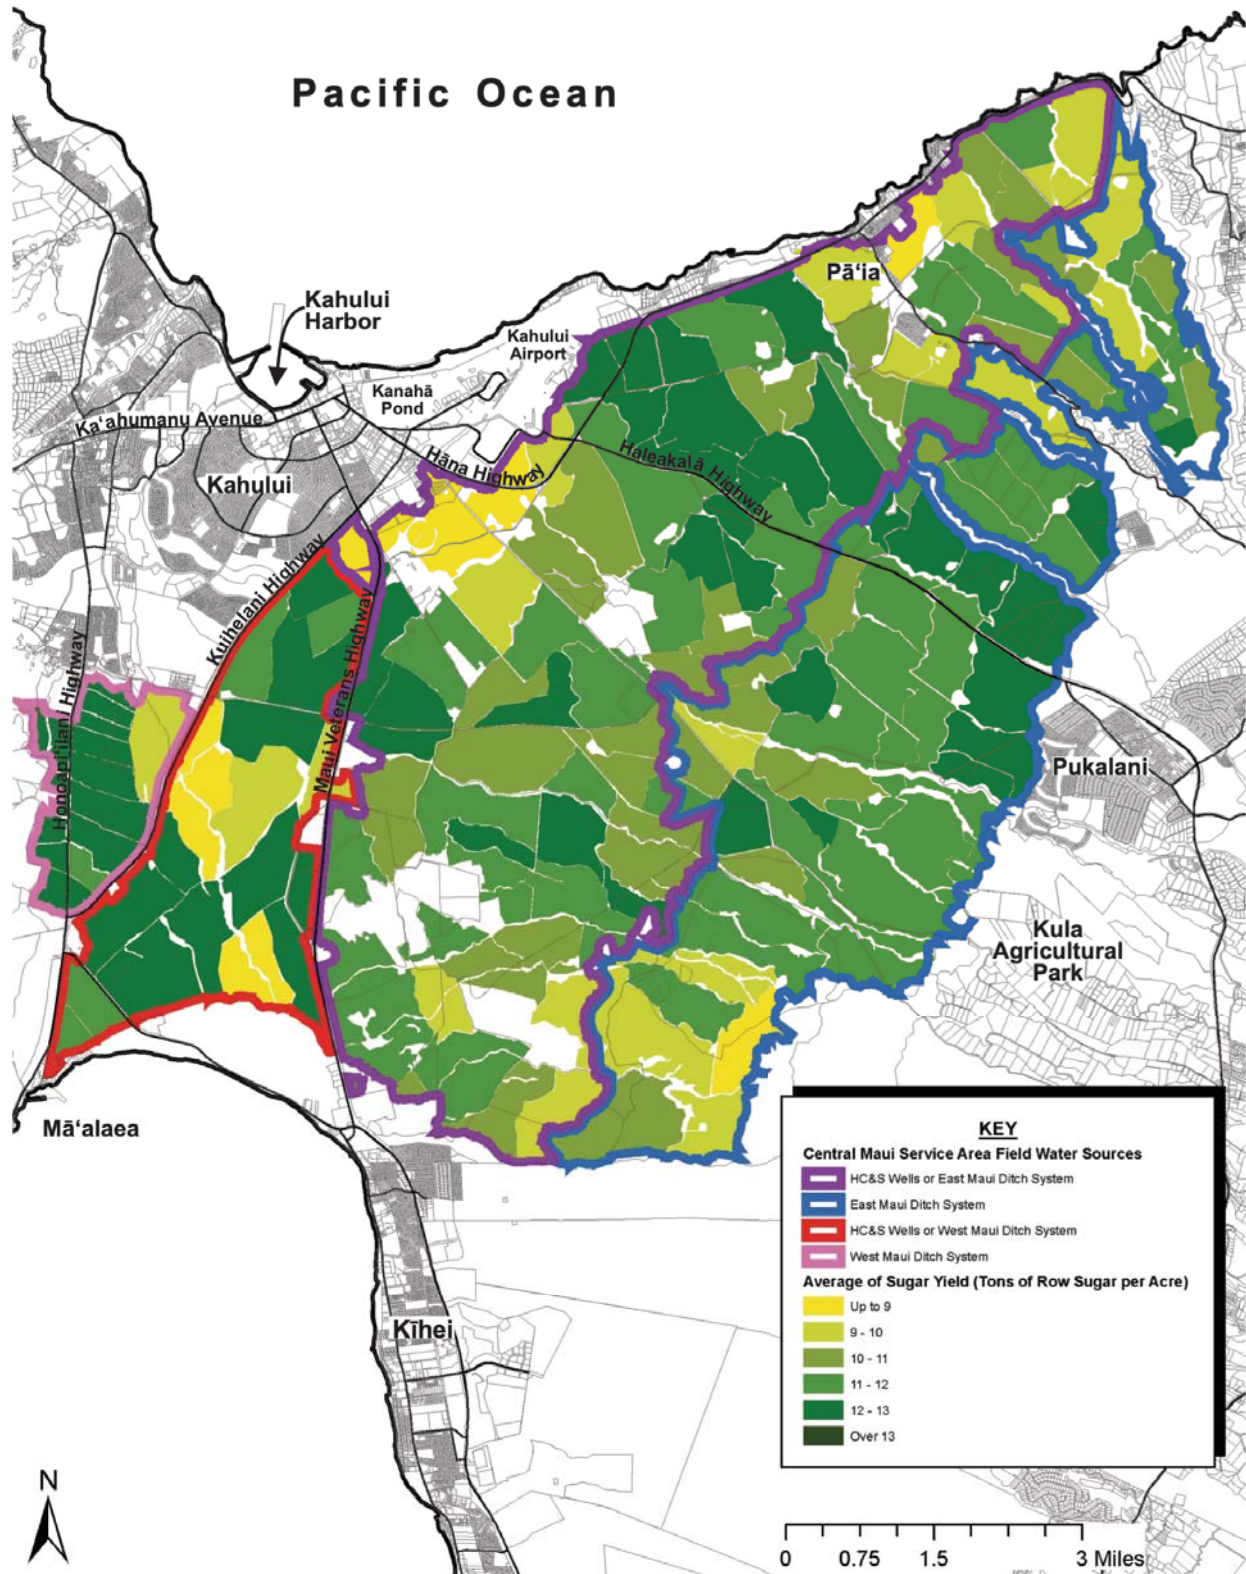 Pacific Ocean
Kahului
Harbor
Pā‘ia
Kahului
Airport
Kanahā
Pond
Ka‘ahumanu Avenue
Hāna Highway
Haleakalā Highway
Kahului
Kuihelani Highway
Maui Veterans Highway
Honoapi‘ilani Highway
Pukalani
Kula
Agricultural
Park
Mā‘alaea
Kīhei
KEY
Central Maui Service Area Field Water Sources
HC&S Wells or East Maui Ditch System
East Maui Ditch System
HC&S Wells or West Maui Ditch System
West Maui Ditch System
Average of Sugar Yield (Tons of Row Sugar per Acre)
Up to 9
9 - 10
10 - 11
11 - 12
12 - 13
Over 13
N
0 0.75 1.5 3 Miles